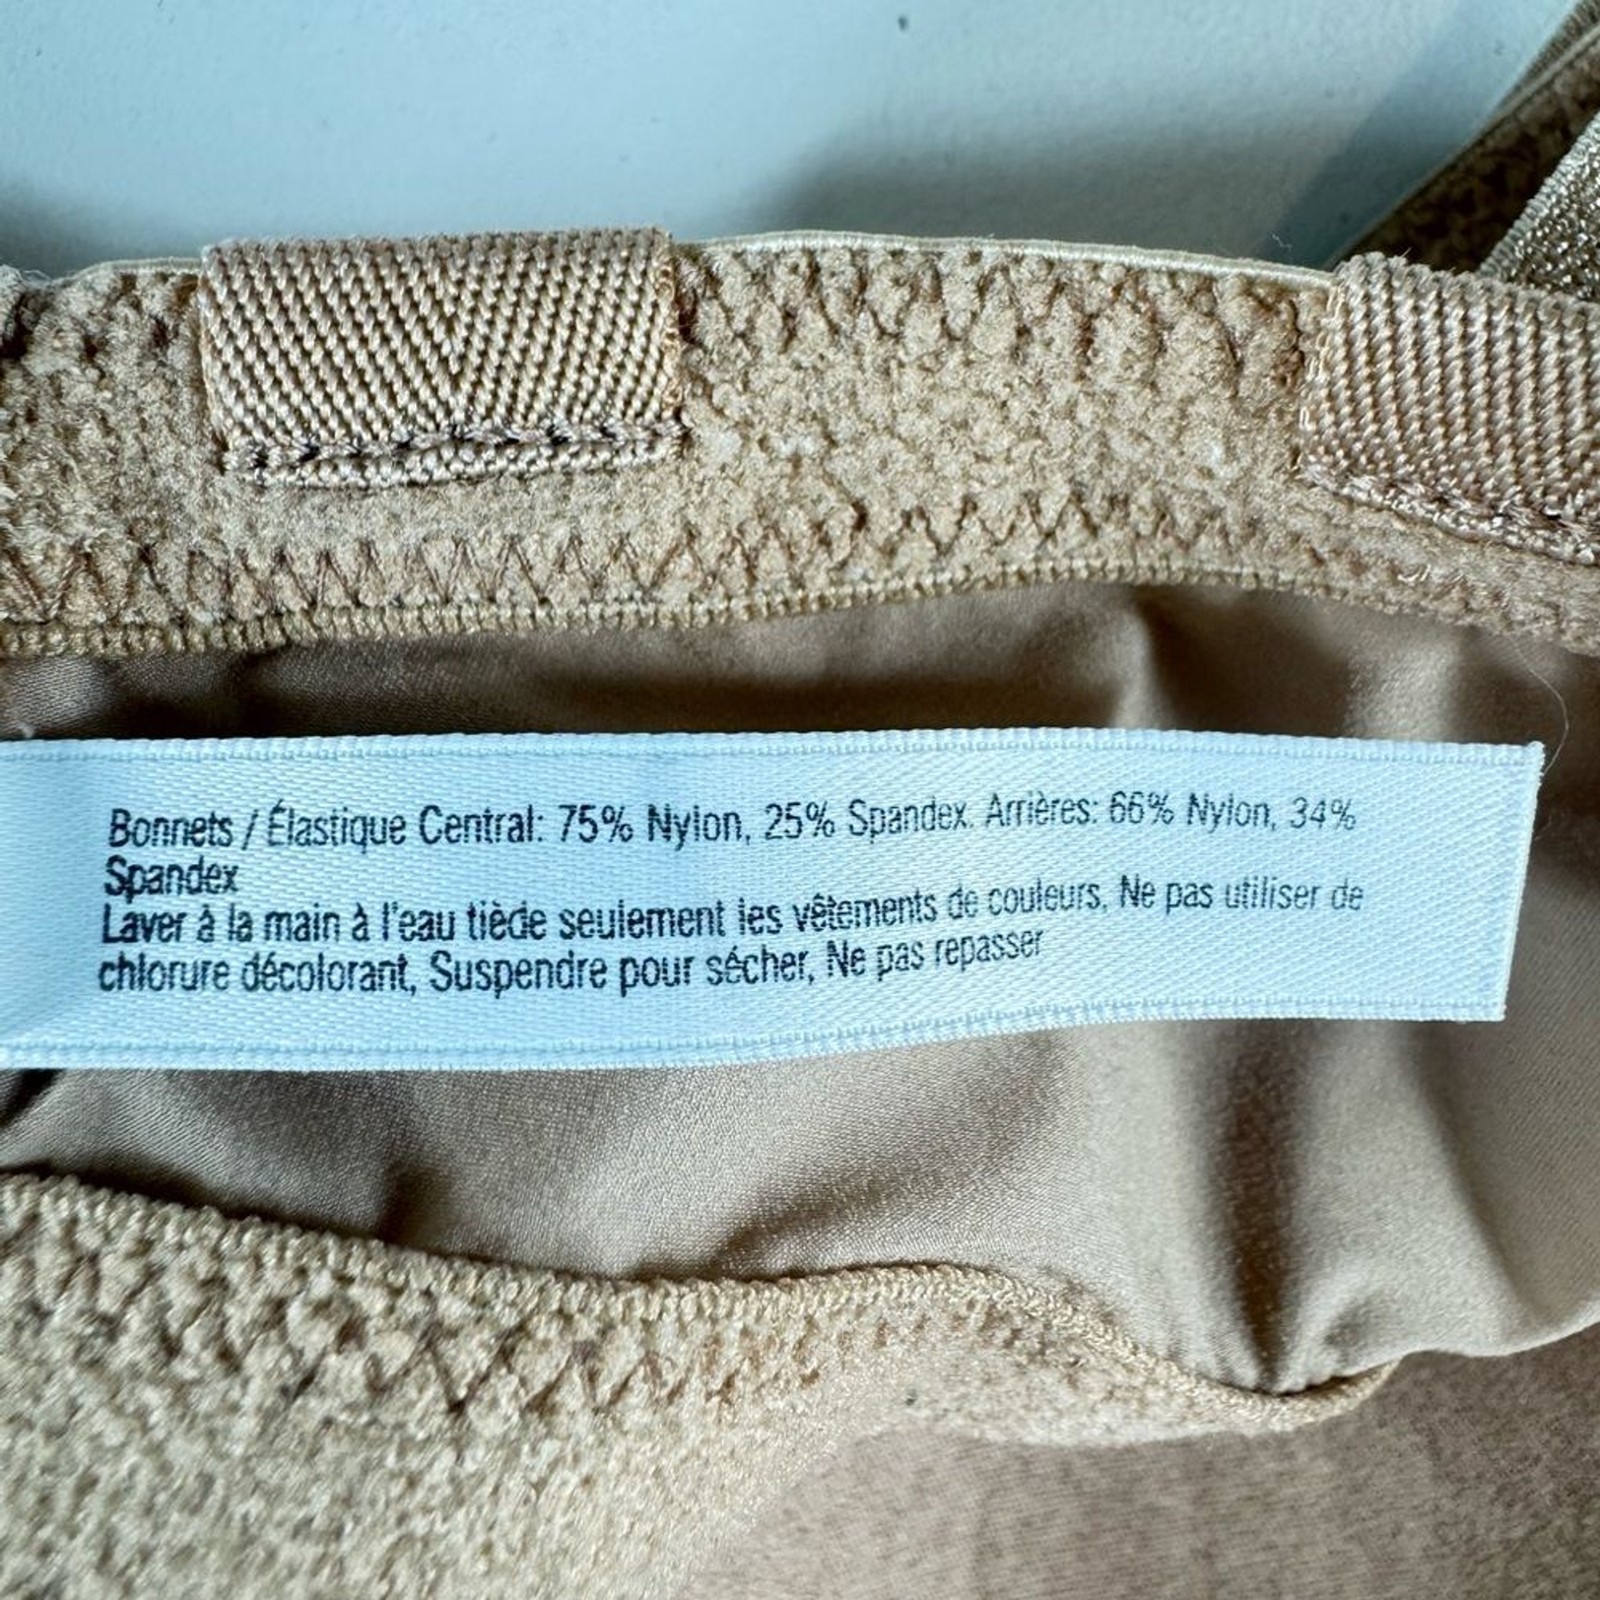 Bonnets / Élastique Central: 75% Nylon, 25% Spandex. Arrières: 66% Nylon, 34%
Spandex
Laver à la main à l'eau tiède seulement les vêtements de couleurs, Ne pas utiliser de
chlorure décolorant, Suspendre pour sécher, Ne pas repasser